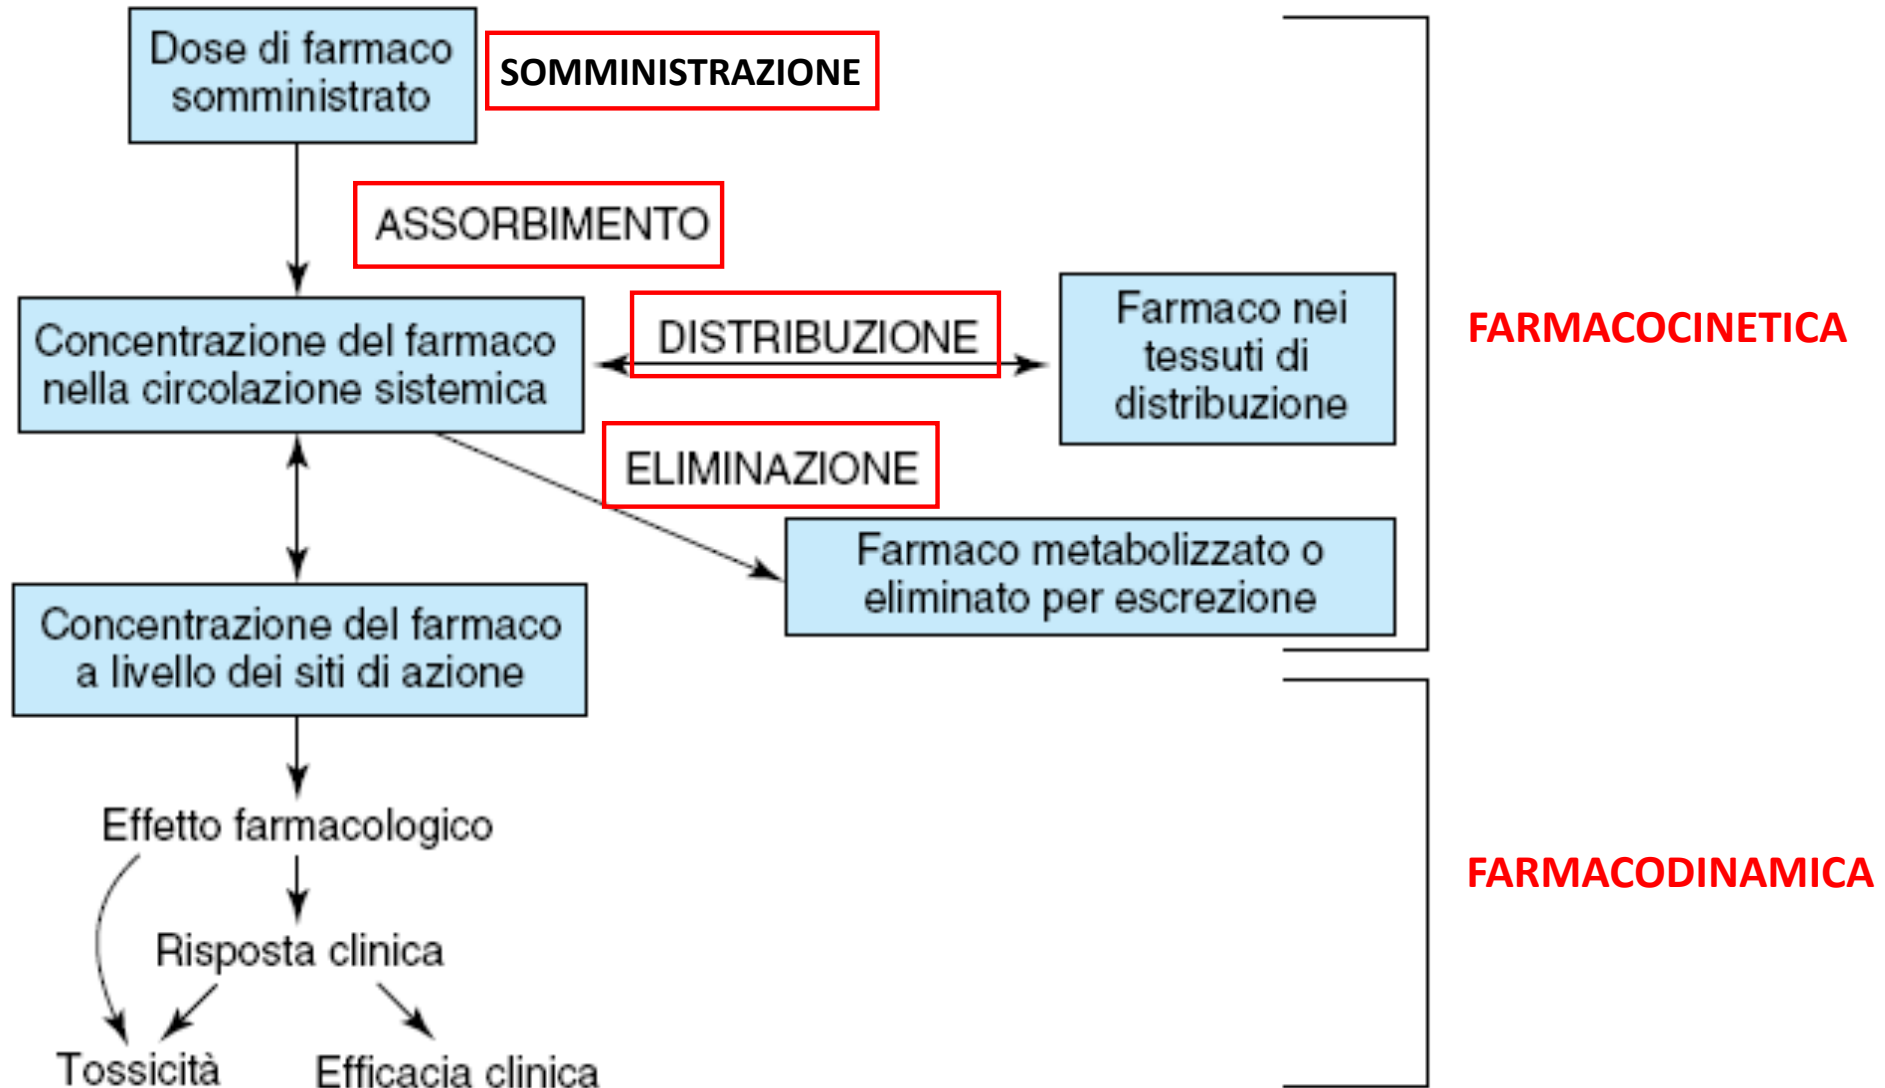 Dose di farmaco
somministrato
SOMMINISTRAZIONE
ASSORBIMENTO
Concentrazione del farmaco
nella circolazione sistemica
DISTRIBUZIONE
Farmaco nei
tessuti di
distribuzione
FARMACOCINETICA
ELIMINAZIONE
Farmaco metabolizzato o
eliminato per escrezione
Concentrazione del farmaco
a livello dei siti di azione
Effetto farmacologico
FARMACODINAMICA
Risposta clinica
Tossicità
Efficacia clinica